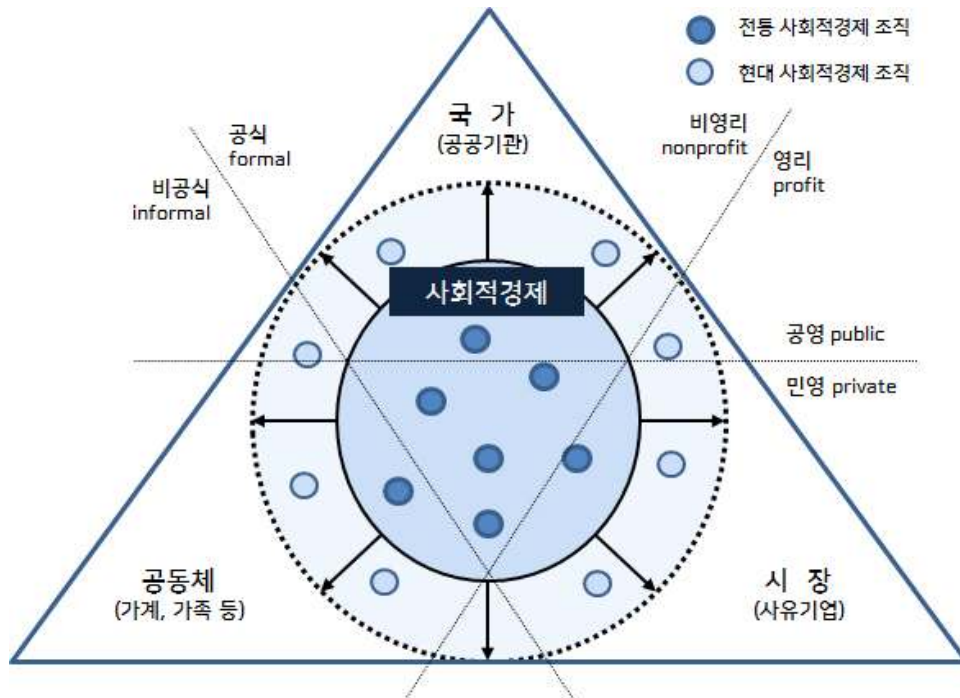 전통 사회적경제 조직
현대 사회적경제 조직
국 가
(공공기관)
공식
formal
비공식
informal
비영리
nonprofit
영리
profit
사회적경제
공영 public
민영 private
공동체
(가계, 가족 등)
시 장
(사유기업)